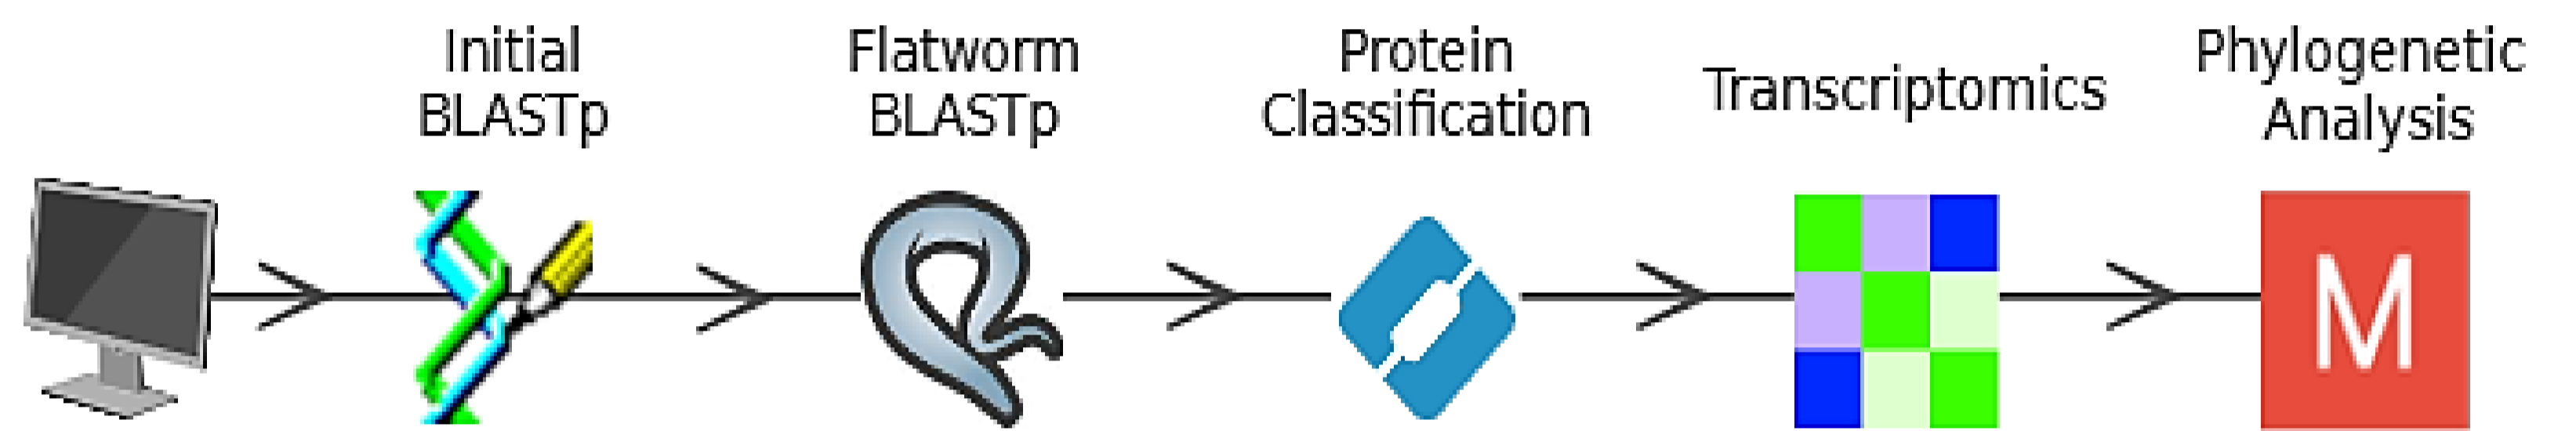 Initial
BLASTp
Flatworm
BLASTp
Protein
Classification
Transcriptomics
Phylogenetic
Analysis
M